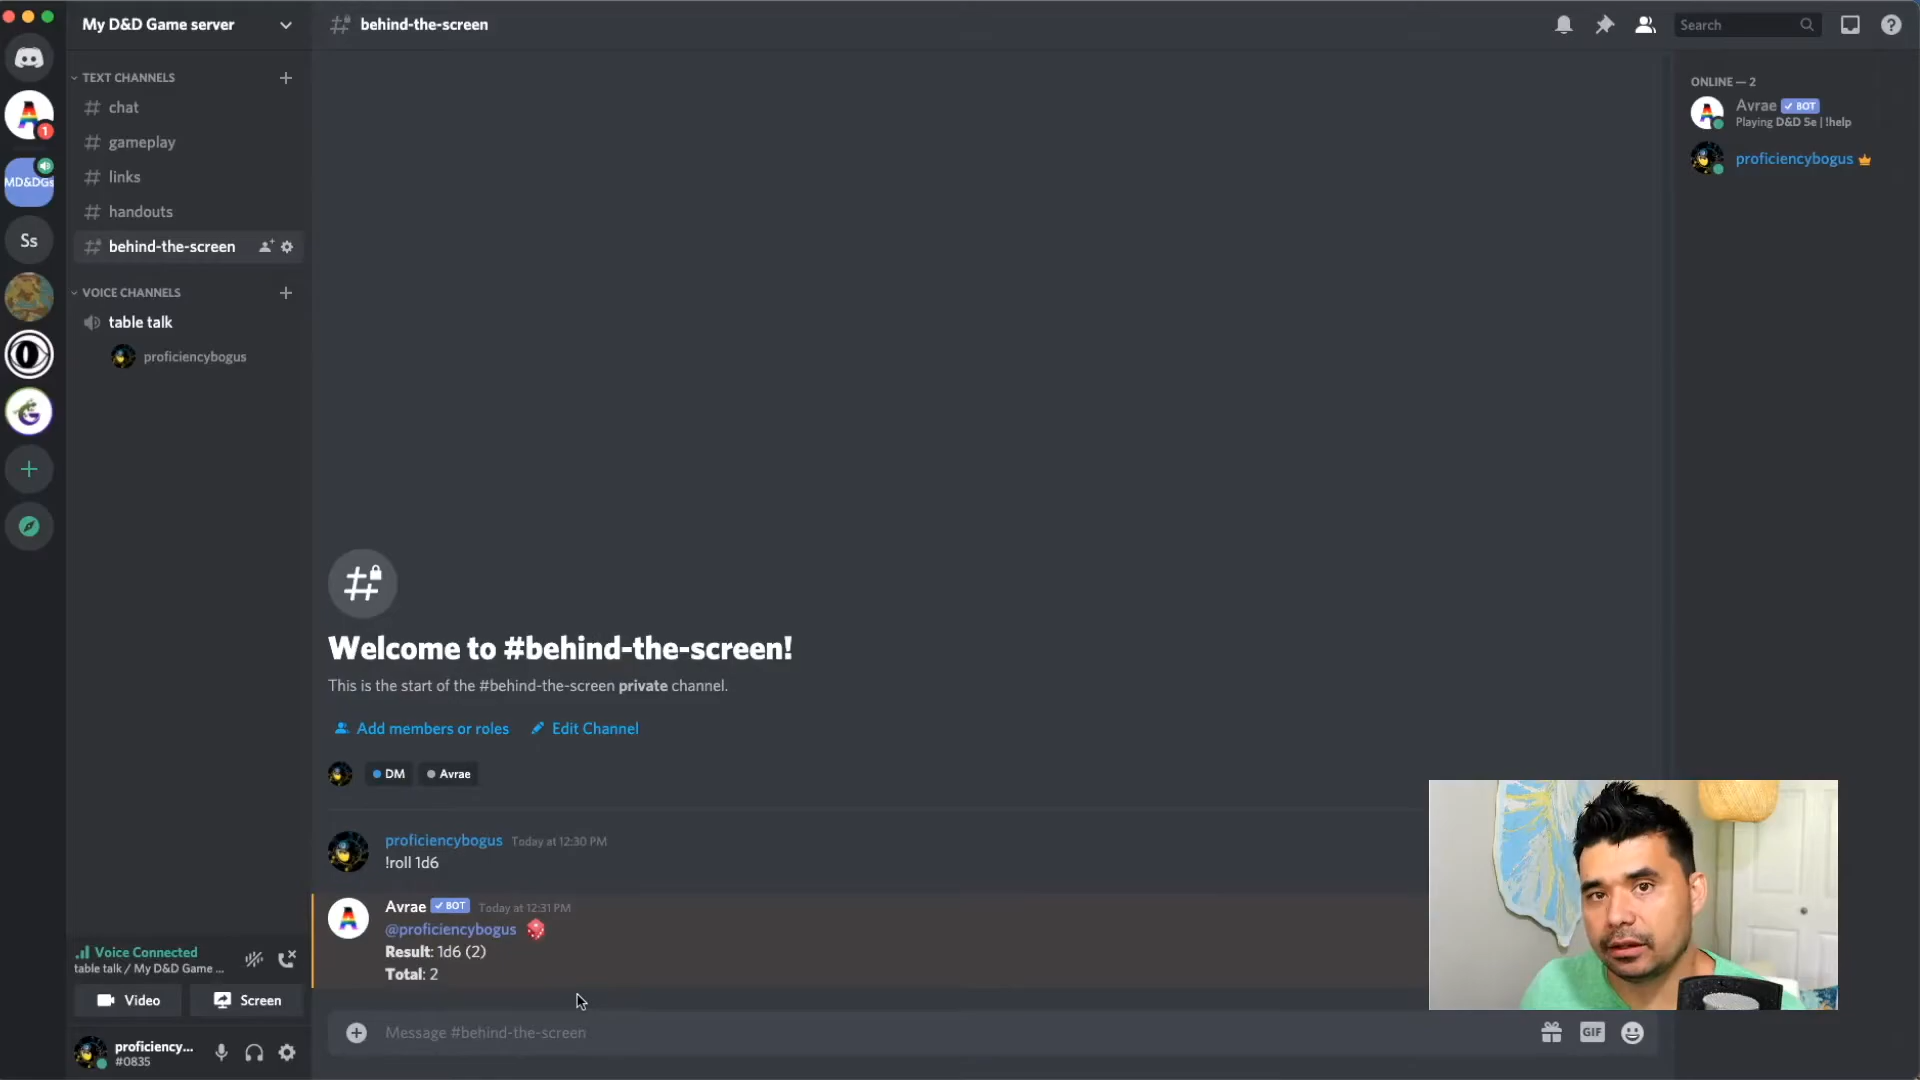 My D&D Game server
behind-the-screen
Search
TEXT CHANNELS
chat
gameplay
links
handouts
behind-the-screen
VOICE CHANNELS
table talk
proficiencybogus
A
1
MD&DGs
Ss
G
ONLINE — 2
Avrae ✓ BOT
Playing D&D 5e | !help
proficiencybogus
Welcome to #behind-the-screen!
This is the start of the #behind-the-screen private channel.
Add members or roles
Edit Channel
DM
Avrae
proficiencybogus Today at 12:30 PM
!roll 1d6
A
Avrae ✓ BOT Today at 12:31 PM
@proficiencybogus
Result: 1d6 (2)
Total: 2
Voice Connected
table talk / My D&D Game ...
Video
Screen
Message #behind-the-screen
GIF
proficiency...
#0835